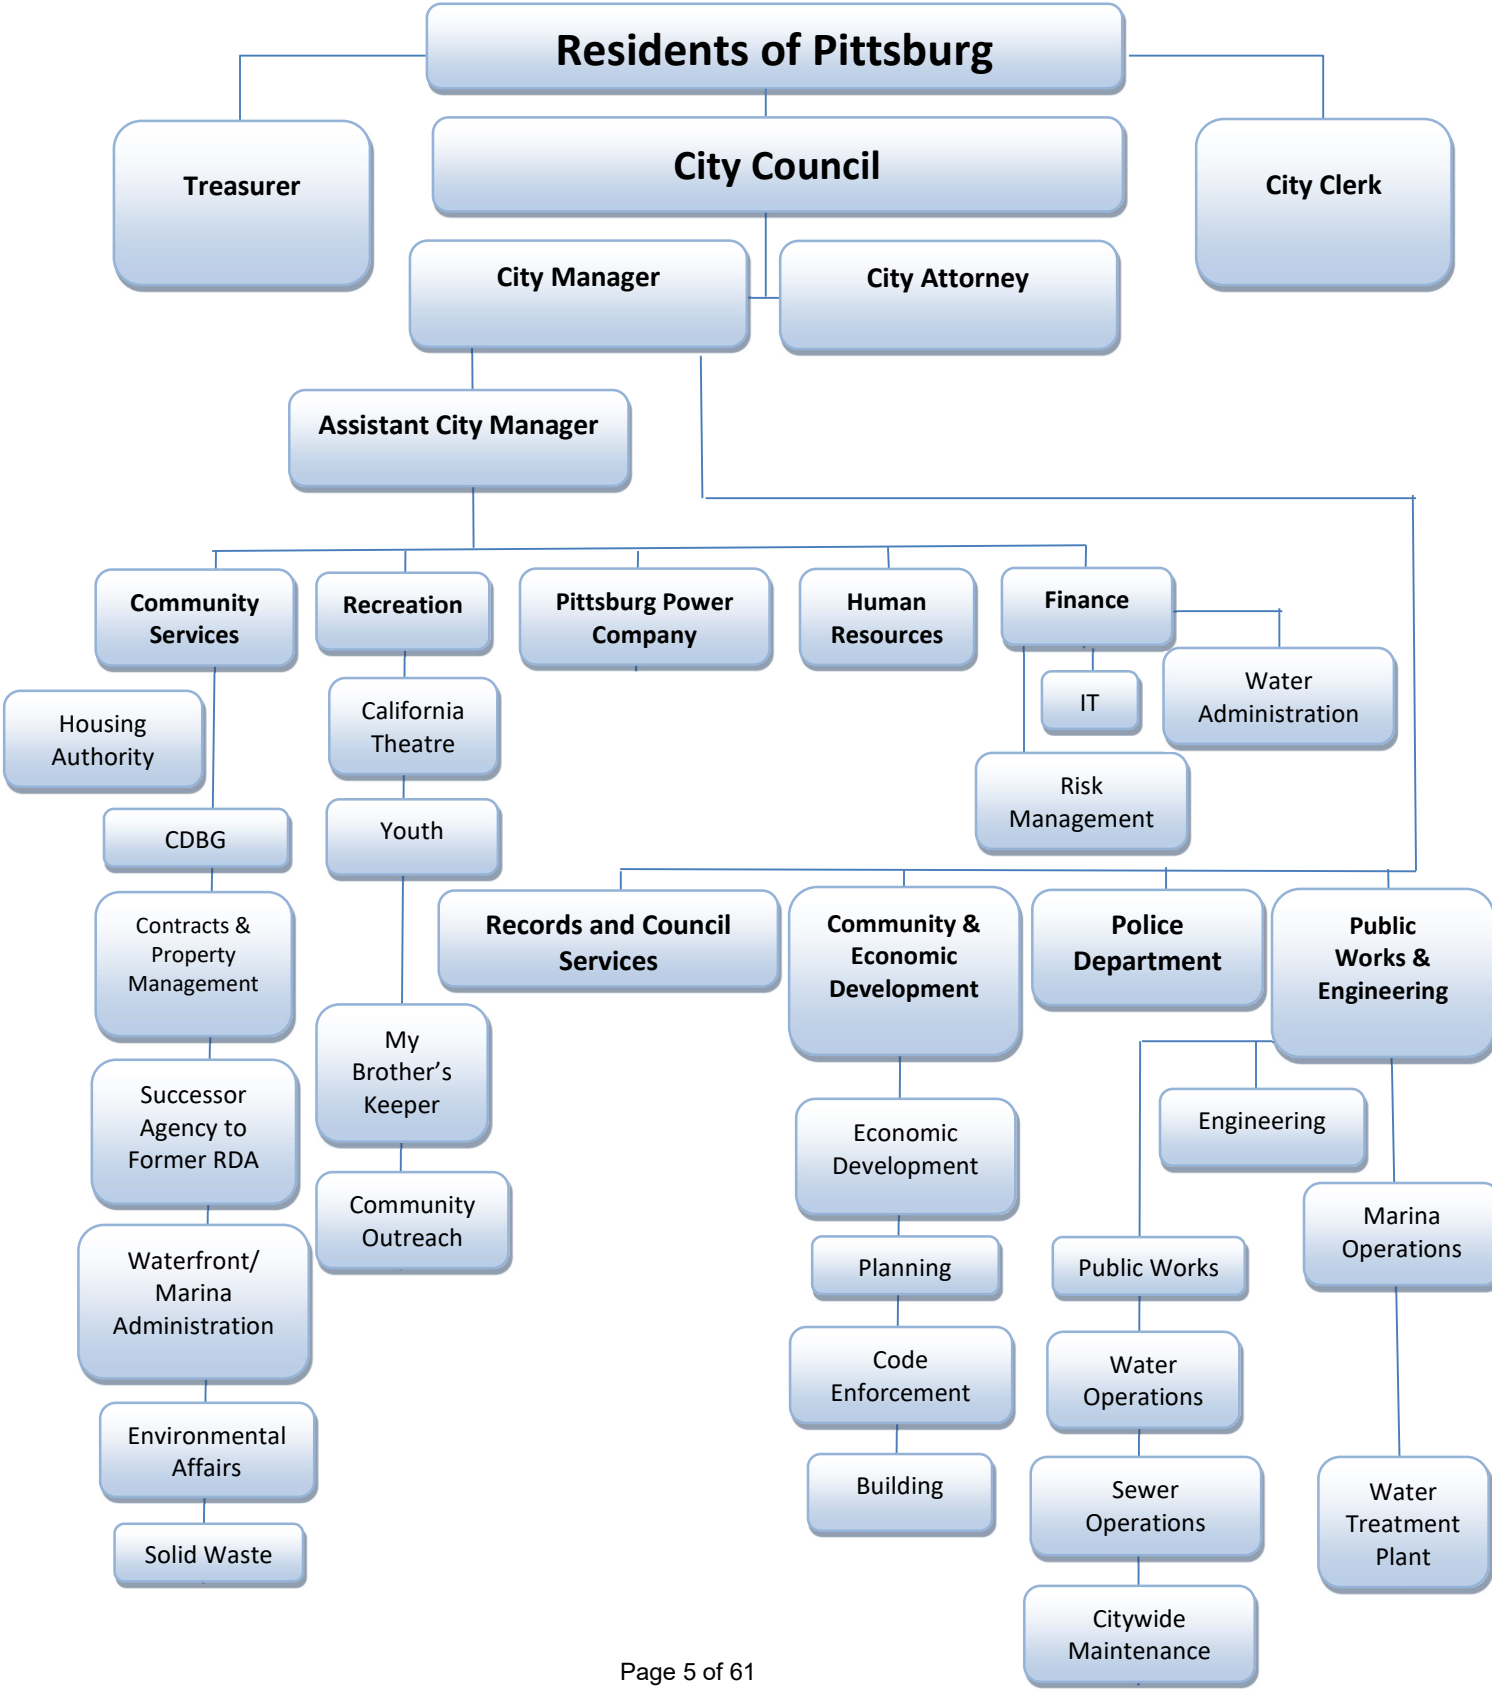 Residents of Pittsburg
Treasurer
City Council
City Clerk
City Manager
City Attorney
Assistant City Manager
Community
Services
Recreation
Pittsburg Power
Company
Human
Resources
Finance
Housing
Authority
California
Theatre
IT
Water
Administration
Risk
Management
CDBG
Youth
Contracts &
Property
Management
Records and Council
Services
Community &
Economic
Development
Police
Department
Public
Works &
Engineering
My
Brother’s
Keeper
Successor
Agency to
Former RDA
Economic
Development
Engineering
Community
Outreach
Marina
Operations
Waterfront/
Marina
Administration
Planning
Public Works
Code
Enforcement
Water
Operations
Environmental
Affairs
Building
Sewer
Operations
Water
Treatment
Plant
Solid Waste
Citywide
Maintenance
Page 5 of 61